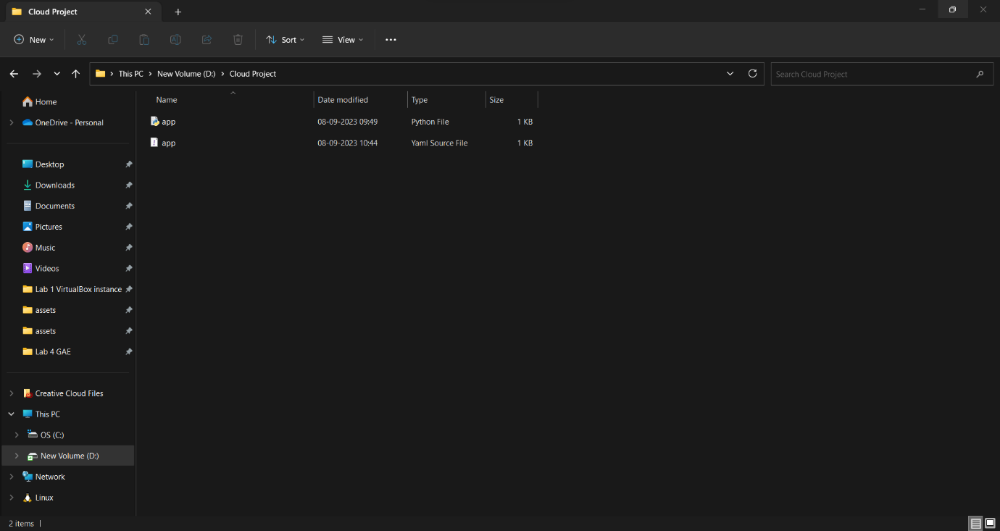 Cloud Project
New Sort View
This PC New Volume (D:) Cloud Project Search Cloud Project
Home
OneDrive - Personal
Desktop
Downloads
Documents
Pictures
Music
Videos
Lab 1 VirtualBox instance
assets
assets
Lab 4 GAE
Creative Cloud Files
This PC
OS (C:)
New Volume (D:)
Network
Linux
Name Date modified Type Size
app 08-09-2023 09:49 Python File 1 KB
app 08-09-2023 10:44 Yaml Source File 1 KB
2 items